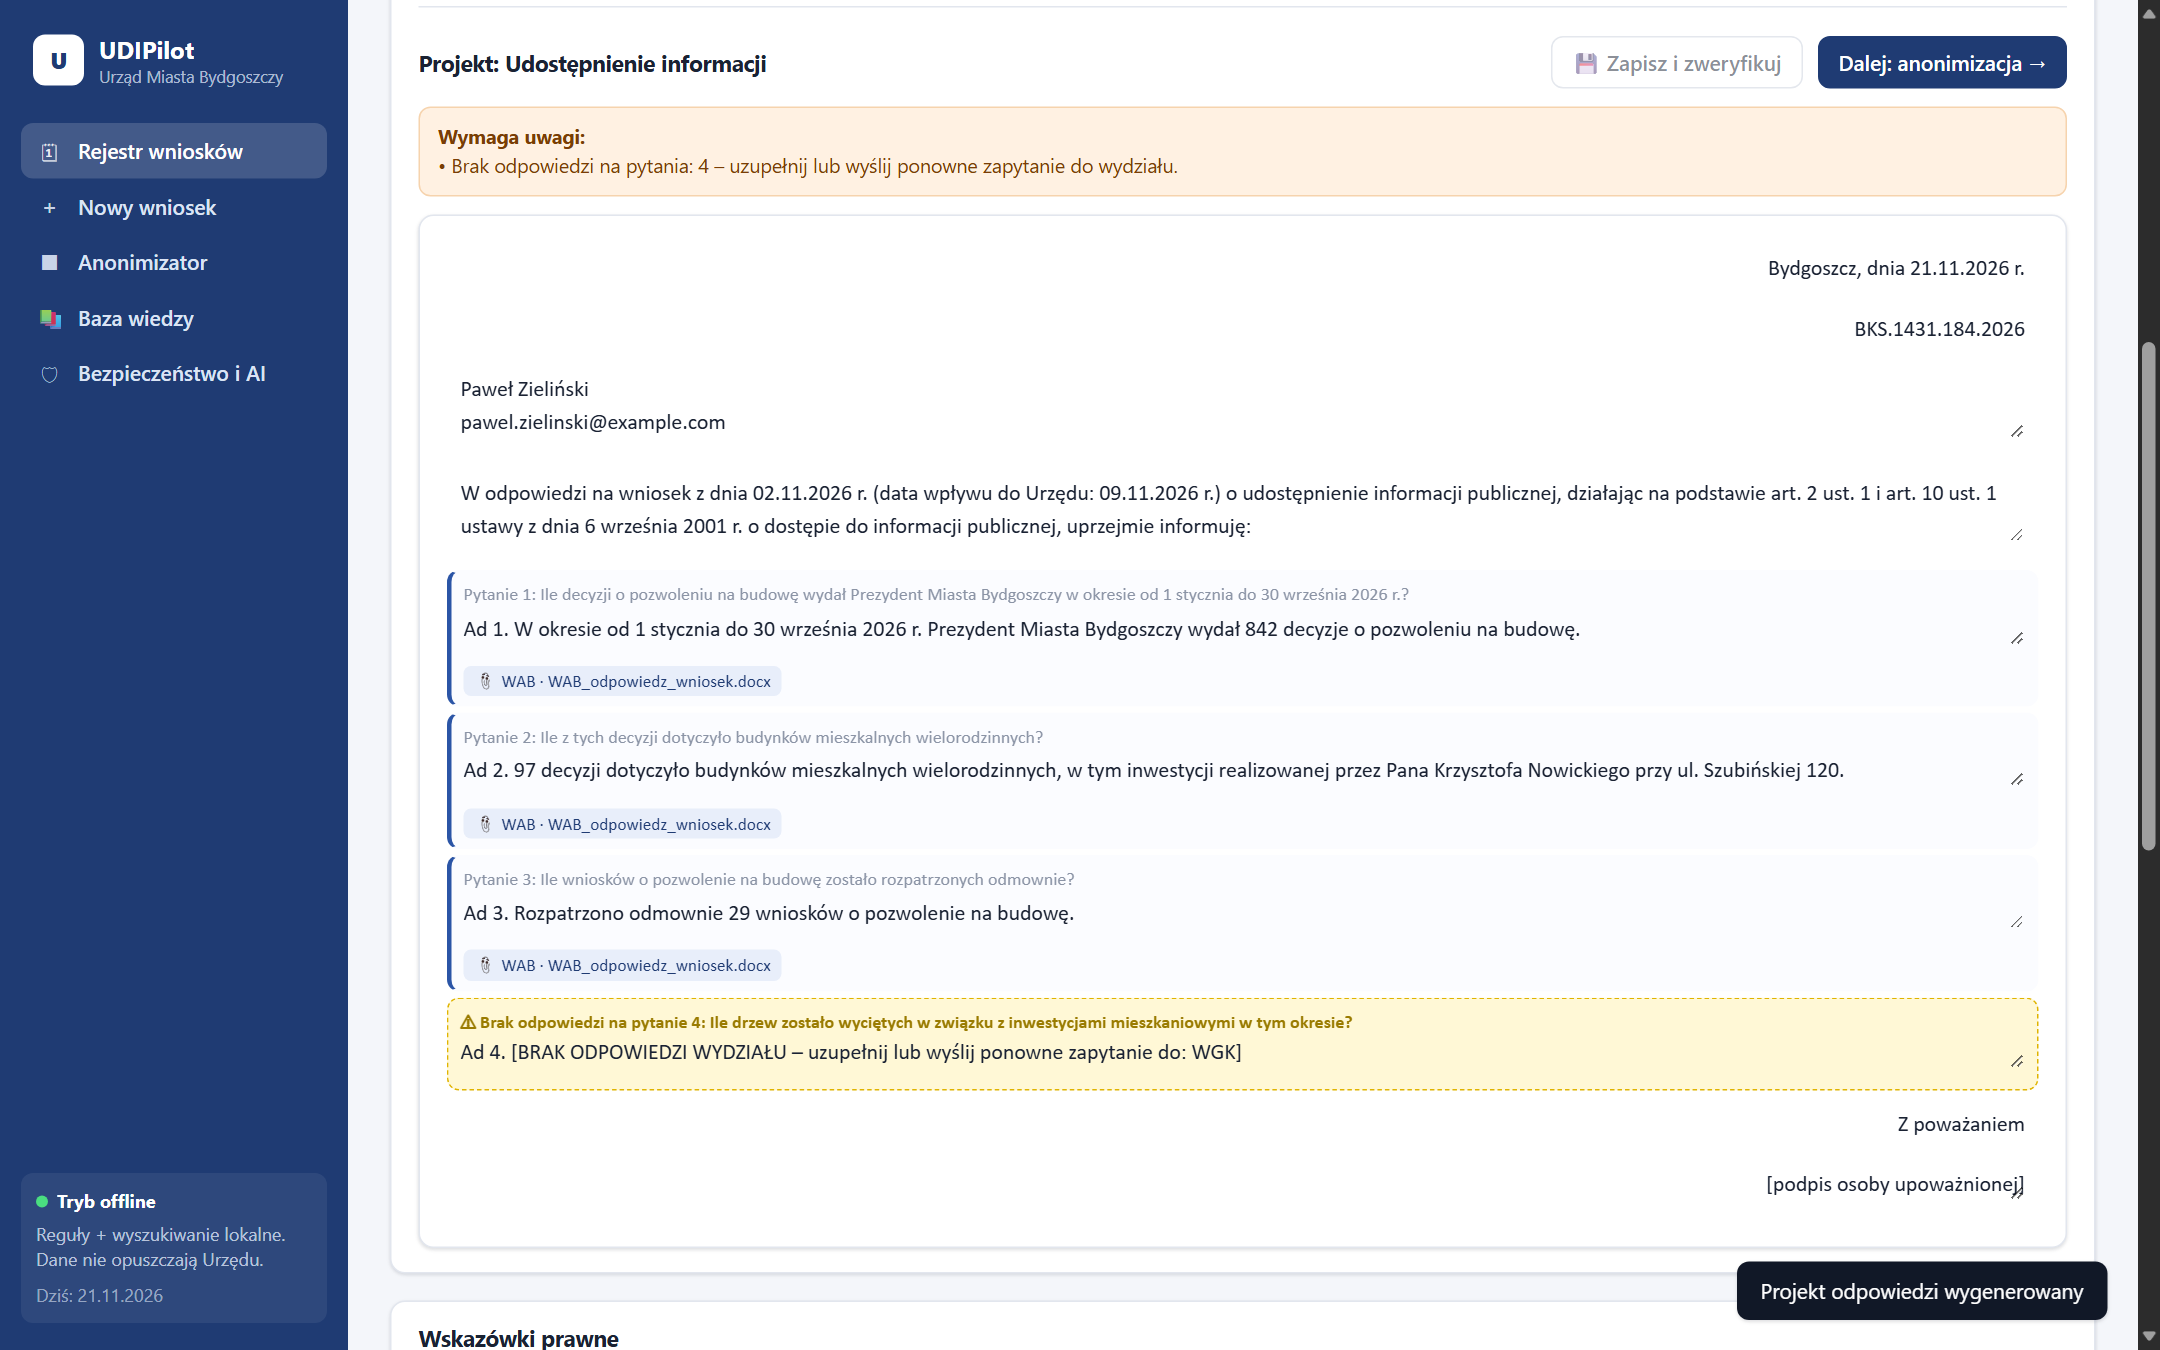 U
UDIPilot
Urząd Miasta Bydgoszczy
1 Rejestr wniosków
+ Nowy wniosek
Anonimizator
Baza wiedzy
Bezpieczeństwo i AI
Tryb offline
Reguły + wyszukiwanie lokalne.
Dane nie opuszczają Urzędu.
Dziś: 21.11.2026
Projekt: Udostępnienie informacji
Zapisz i zweryfikuj
Dalej: anonimizacja →
Wymaga uwagi:
• Brak odpowiedzi na pytania: 4 – uzupełnij lub wyślij ponowne zapytanie do wydziału.
Bydgoszcz, dnia 21.11.2026 r.
BKS.1431.184.2026
Paweł Zieliński
pawel.zielinski@example.com
W odpowiedzi na wniosek z dnia 02.11.2026 r. (data wpływu do Urzędu: 09.11.2026 r.) o udostępnienie informacji publicznej, działając na podstawie art. 2 ust. 1 i art. 10 ust. 1
ustawy z dnia 6 września 2001 r. o dostępie do informacji publicznej, uprzejmie informuję:
Pytanie 1: Ile decyzji o pozwoleniu na budowę wydał Prezydent Miasta Bydgoszczy w okresie od 1 stycznia do 30 września 2026 r.?
Ad 1. W okresie od 1 stycznia do 30 września 2026 r. Prezydent Miasta Bydgoszczy wydał 842 decyzje o pozwoleniu na budowę.
WAB · WAB_odpowiedz_wniosek.docx
Pytanie 2: Ile z tych decyzji dotyczyło budynków mieszkalnych wielorodzinnych?
Ad 2. 97 decyzji dotyczyło budynków mieszkalnych wielorodzinnych, w tym inwestycji realizowanej przez Pana Krzysztofa Nowickiego przy ul. Szubińskiej 120.
WAB · WAB_odpowiedz_wniosek.docx
Pytanie 3: Ile wniosków o pozwolenie na budowę zostało rozpatrzonych odmownie?
Ad 3. Rozpatrzono odmownie 29 wniosków o pozwolenie na budowę.
WAB · WAB_odpowiedz_wniosek.docx
⚠ Brak odpowiedzi na pytanie 4: Ile drzew zostało wyciętych w związku z inwestycjami mieszkaniowymi w tym okresie?
Ad 4. [BRAK ODPOWIEDZI WYDZIAŁU – uzupełnij lub wyślij ponowne zapytanie do: WGK]
Z poważaniem
[podpis osoby upoważnionej]
Projekt odpowiedzi wygenerowany
Wskazówki prawne